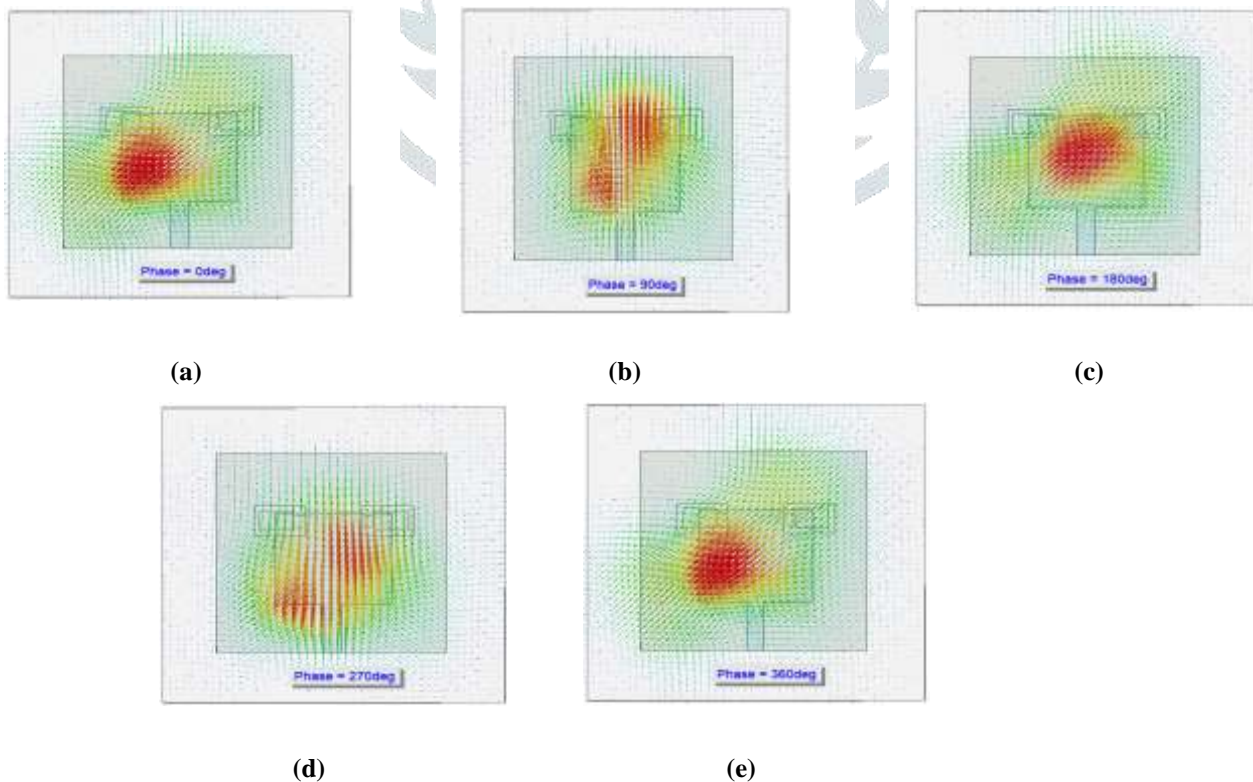 Phase = 0deg
Phase = 90deg
Phase = 180deg
(a)
(b)
(c)
Phase = 270deg
Phase = 360deg
(d)
(e)